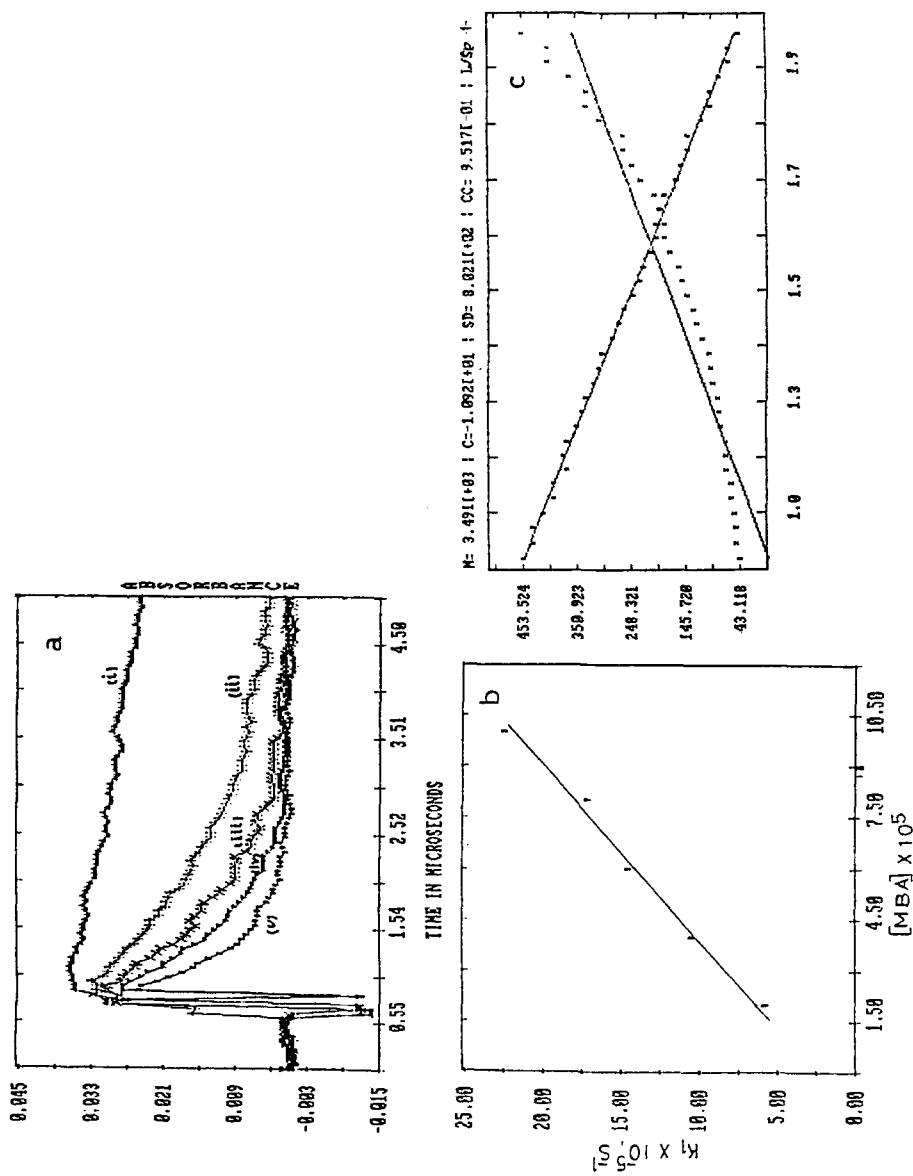 a
(i)
(ii)
(iii)
(iv)
(v)
ABSORBANCE
0.045
0.033
0.021
0.009
-0.003
-0.015
0.55
1.54
2.52
3.51
4.50
TIME IN MICROSECONDS
b
25.00
20.00
15.00
10.00
5.00
0.00
K1 X 10-5, S-1
1.50
4.50
7.50
10.50
[MBA] X 10 5
M= 3.491E+03 | C=-1.092E+01 | SD= 8.021E+02 | CC= 9.517E-01 |
c
453.524
350.923
248.321
145.720
43.118
1.0
1.3
1.5
1.7
1.9